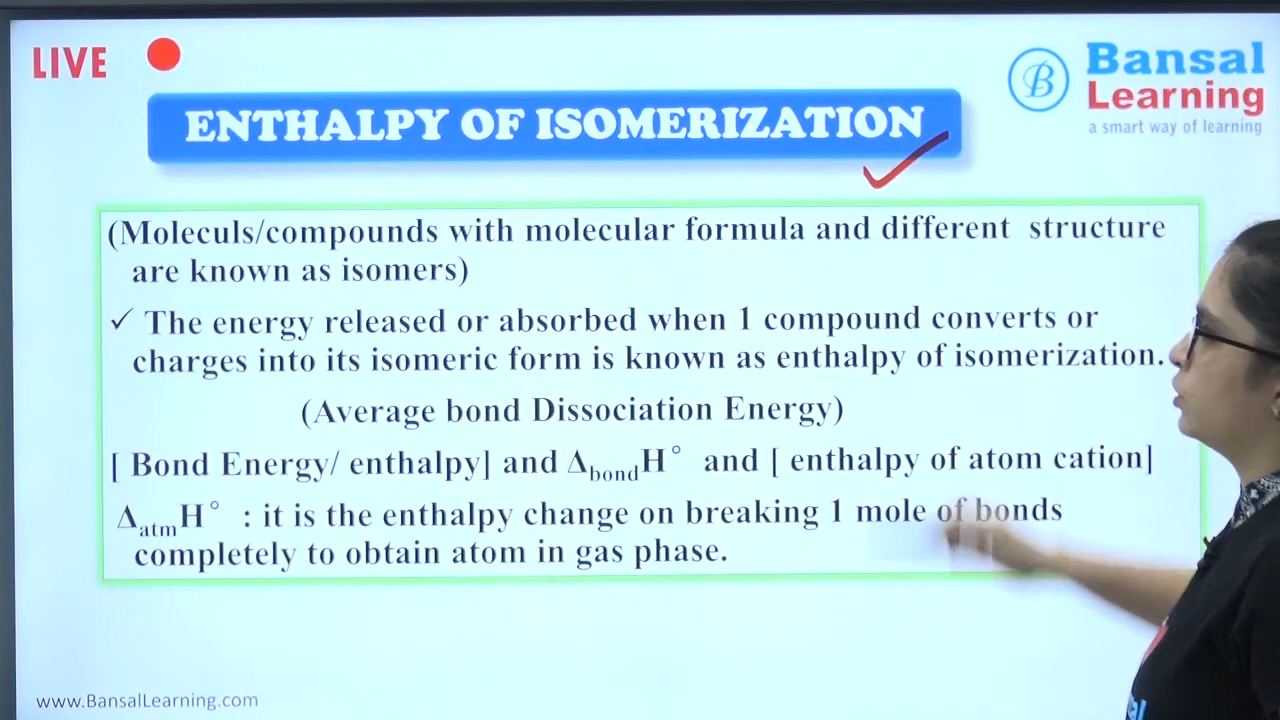 LIVE
B
Bansal
Learning
a smart way of learning
ENTHALPY OF ISOMERIZATION
(Moleculs/compounds with molecular formula and different structure
are known as isomers)
✓ The energy released or absorbed when 1 compound converts or
charges into its isomeric form is known as enthalpy of isomerization.
(Average bond Dissociation Energy)
[ Bond Energy/ enthalpy] and ΔbondH° and [ enthalpy of atom cation]
ΔatmH° : it is the enthalpy change on breaking 1 mole of bonds
completely to obtain atom in gas phase.
www.BansalLearning.com